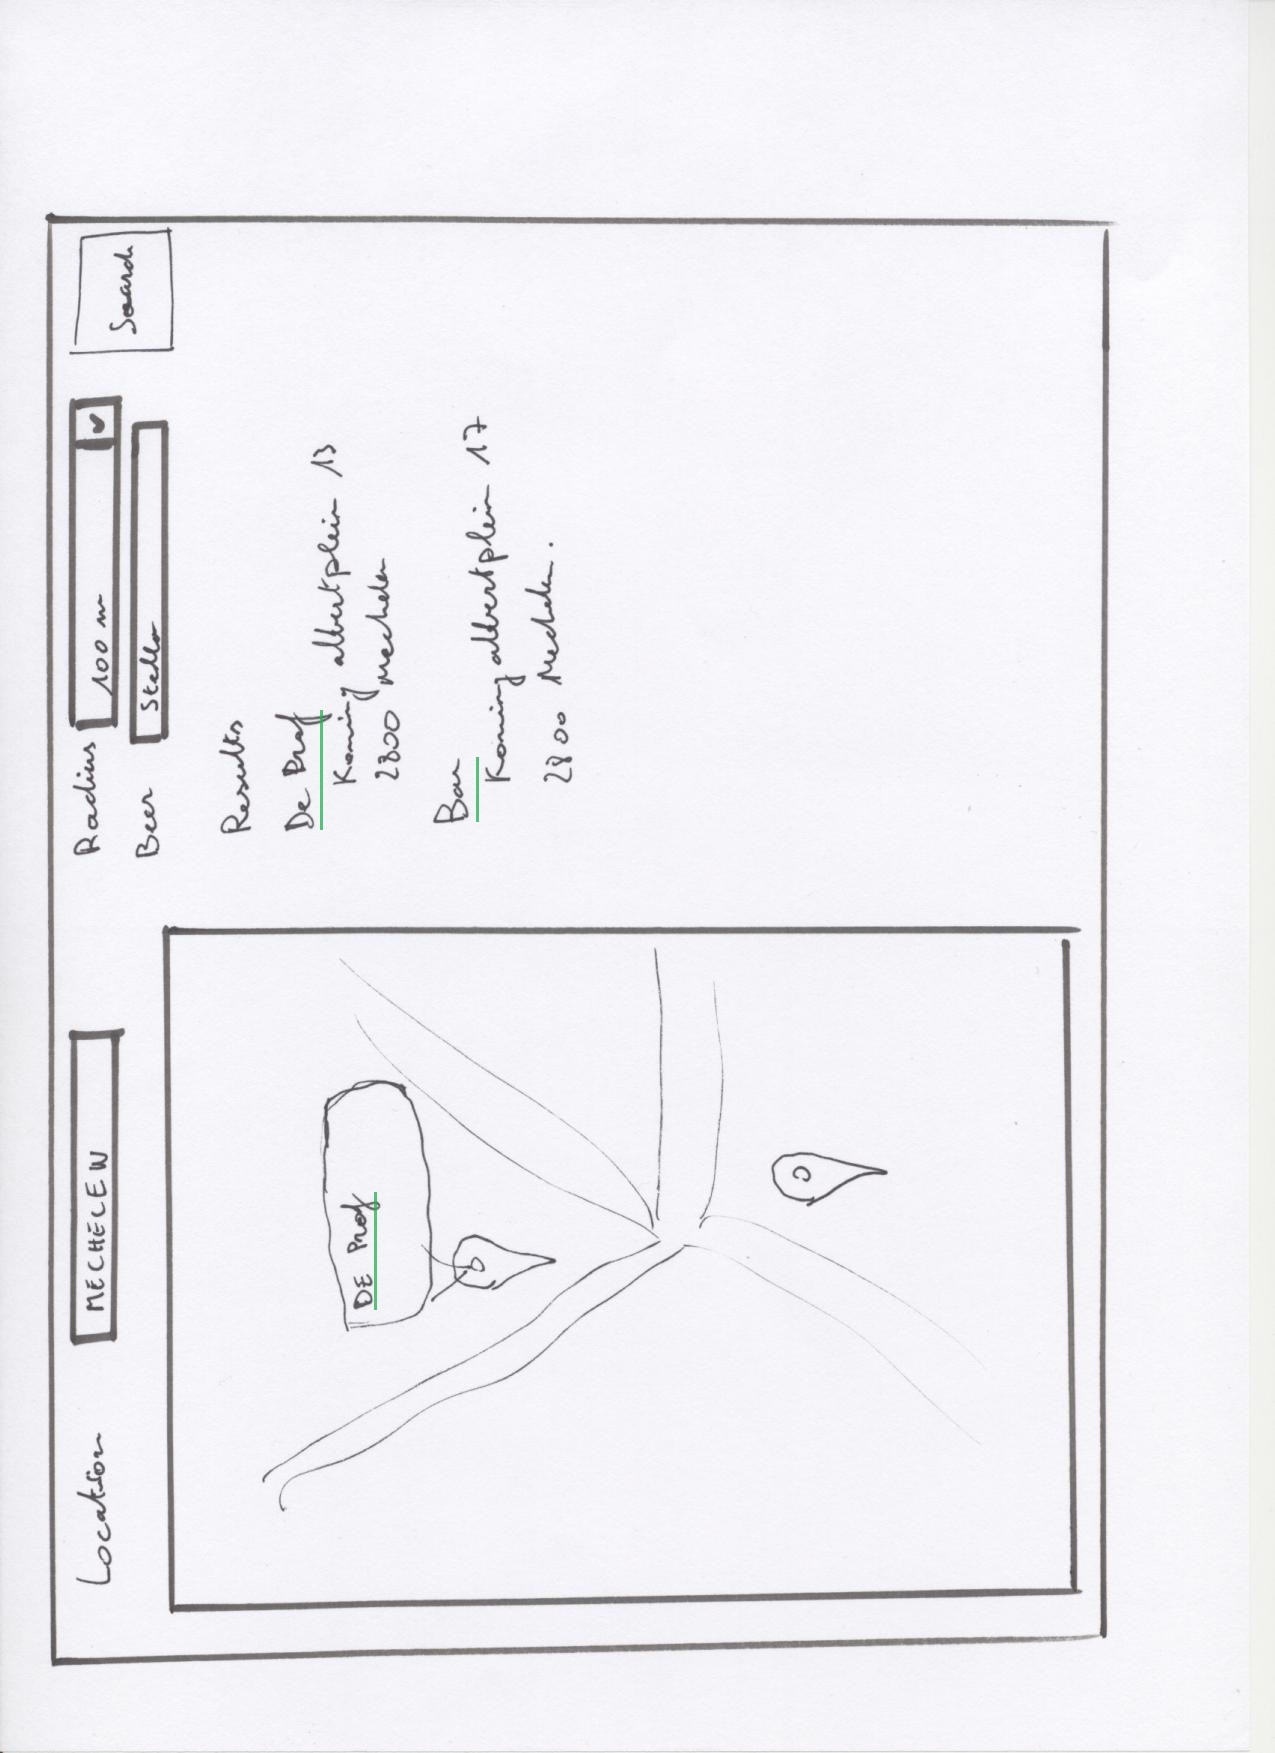 Location
MECHELEN
Radius
100 m
Beer
Stella
Search
Results
De Prof
Koning albertplein 13
2800 Mechelen
Bar
Koning albertplein 17
2800 Mechelen.
DE Prof